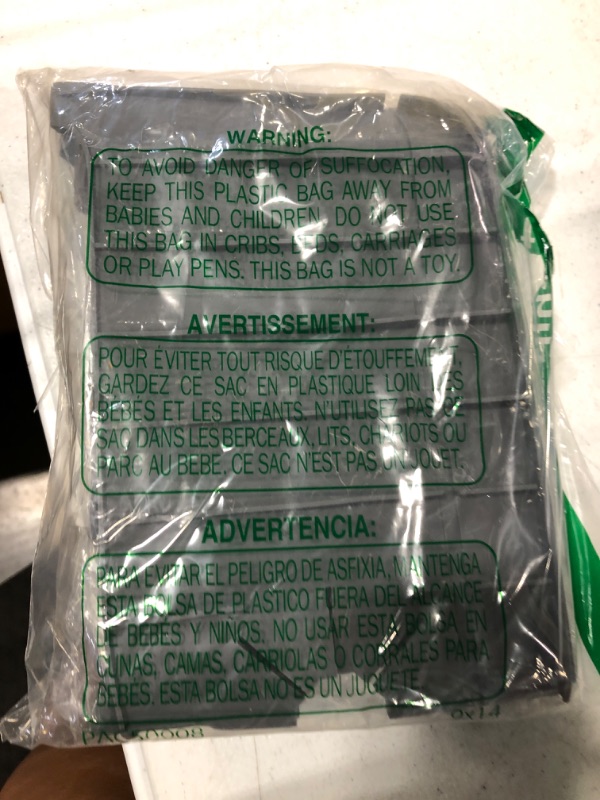 WARNING:
TO AVOID DANGER OF SUFFOCATION,
KEEP THIS PLASTIC BAG AWAY FROM
BABIES AND CHILDREN. DO NOT USE
THIS BAG IN CRIBS, BEDS, CARRIAGES
OR PLAY PENS. THIS BAG IS NOT A TOY.
AVERTISSEMENT:
POUR ÉVITER TOUT RISQUE D'ÉTOUFFEMENT,
GARDEZ CE SAC EN PLASTIQUE LOIN DES
BEBÉS ET LES ENFANTS. N'UTILISEZ PAS CE
SAC DANS LES BERCEAUX, LITS, CHARIOTS OU
PARC AU BEBE. CE SAC N'EST PAS UN JOUET.
ADVERTENCIA:
PARA EVITAR EL PELIGRO DE ASFIXIA, MANTENGA
ESTA BOLSA DE PLASTICO FUERA DEL ALCANCE
DE BEBÉS Y NIÑOS. NO USAR ESTA BOLSA EN
CUNAS, CAMAS, CARRIOLAS O CORRALES PARA
BEBÉS. ESTA BOLSA NO ES UN JUGUETE.
PAC50008
9x14